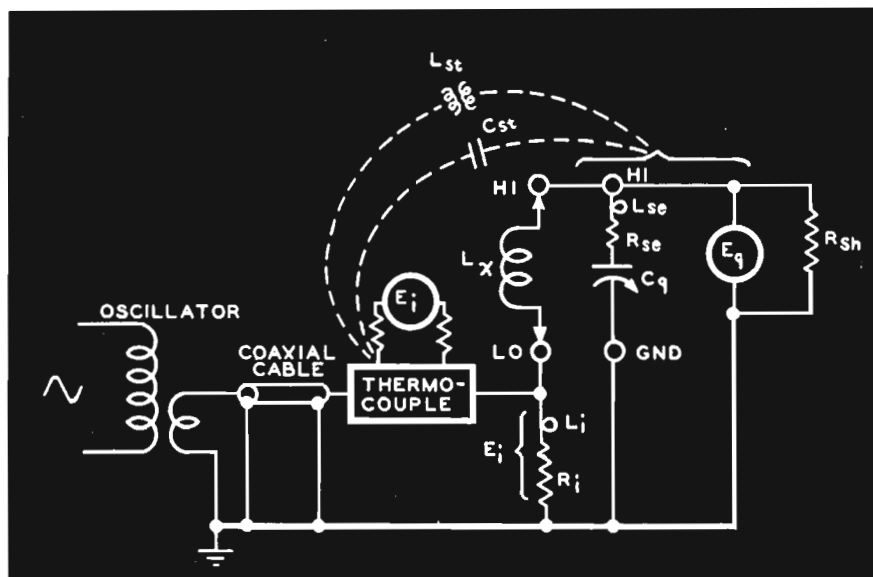 Lst
Cst
HI
HI
Lse
Rse
Rsh
Lx
Eq
Cq
Ei
OSCILLATOR
COAXIAL
CABLE
LO
GND
THERMO-
COUPLE
Li
Ei
Ri